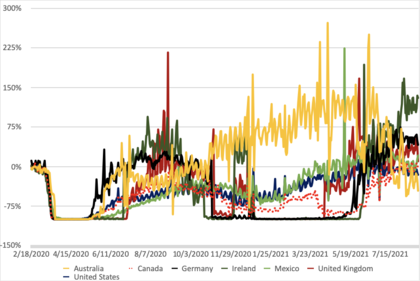 300%
225%
150%
75%
0%
-75%
-150%
2/18/2020 4/15/2020 6/11/2020 8/7/2020 10/3/2020 11/29/2020 1/25/2021 3/23/2021 5/19/2021 7/15/2021
Australia Canada Germany Ireland Mexico United Kingdom
United States